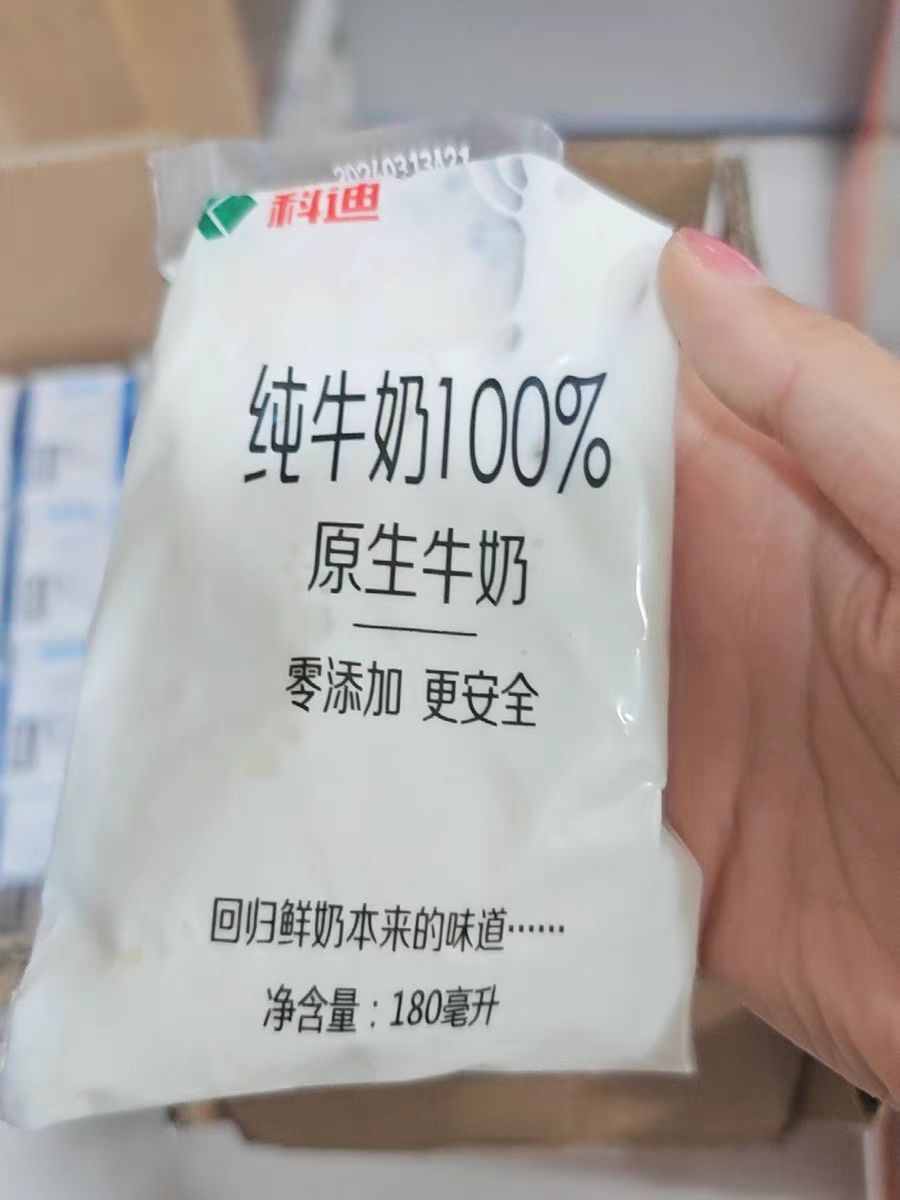 20240313A21
科迪
纯牛奶100%
原生牛奶
零添加 更安全
回归鲜奶本来的味道······
净含量：180毫升